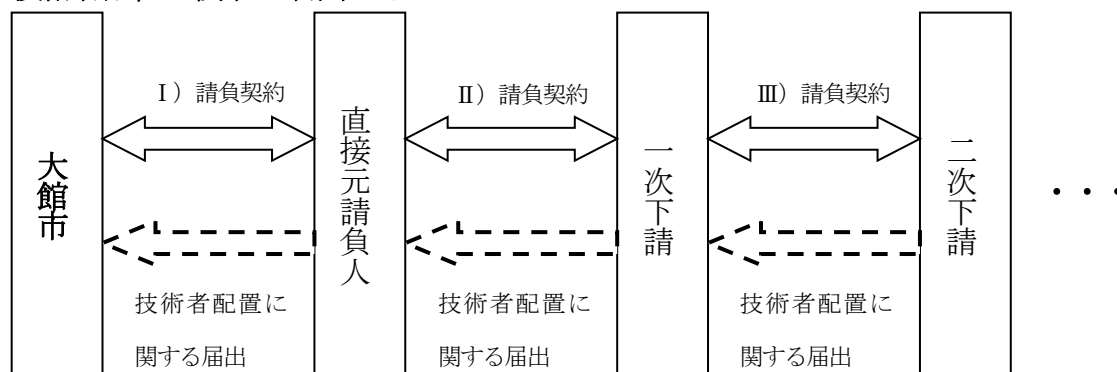 大館市
Ⅰ）請負契約
技術者配置に
関する届出
直接元請負人
Ⅱ）請負契約
技術者配置に
関する届出
一次下請
Ⅲ）請負契約
技術者配置に
関する届出
二次下請
・・・